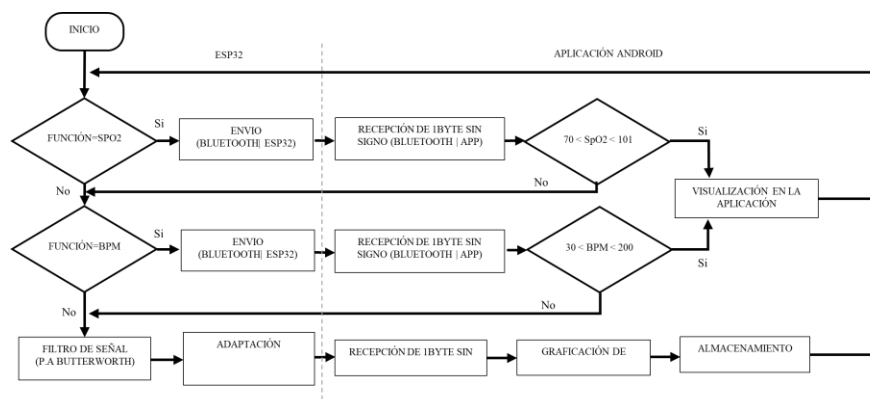 INICIO
ESP32
APLICACIÓN ANDROID
FUNCIÓN=SPO2
Si
ENVIO
(BLUETOOTH| ESP32)
RECEPCIÓN DE 1BYTE SIN
SIGNO (BLUETOOTH | APP)
70 < SpO2 < 101
Si
No
No
VISUALIZACIÓN EN LA
APLICACIÓN
FUNCIÓN=BPM
Si
ENVIO
(BLUETOOTH| ESP32)
RECEPCIÓN DE 1BYTE SIN
SIGNO (BLUETOOTH | APP)
30 < BPM < 200
Si
No
No
FILTRO DE SEÑAL
(P.A BUTTERWORTH)
ADAPTACIÓN
RECEPCIÓN DE 1BYTE SIN
GRAFICACIÓN DE
ALMACENAMIENTO